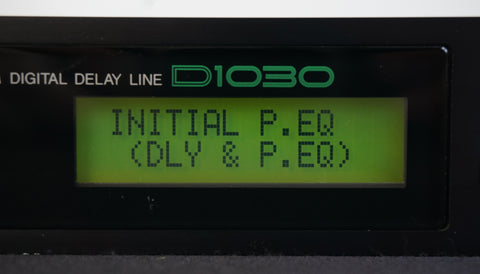 DIGITAL DELAY LINE D1030
INITIAL P.EQ
(DLY & P.EQ)